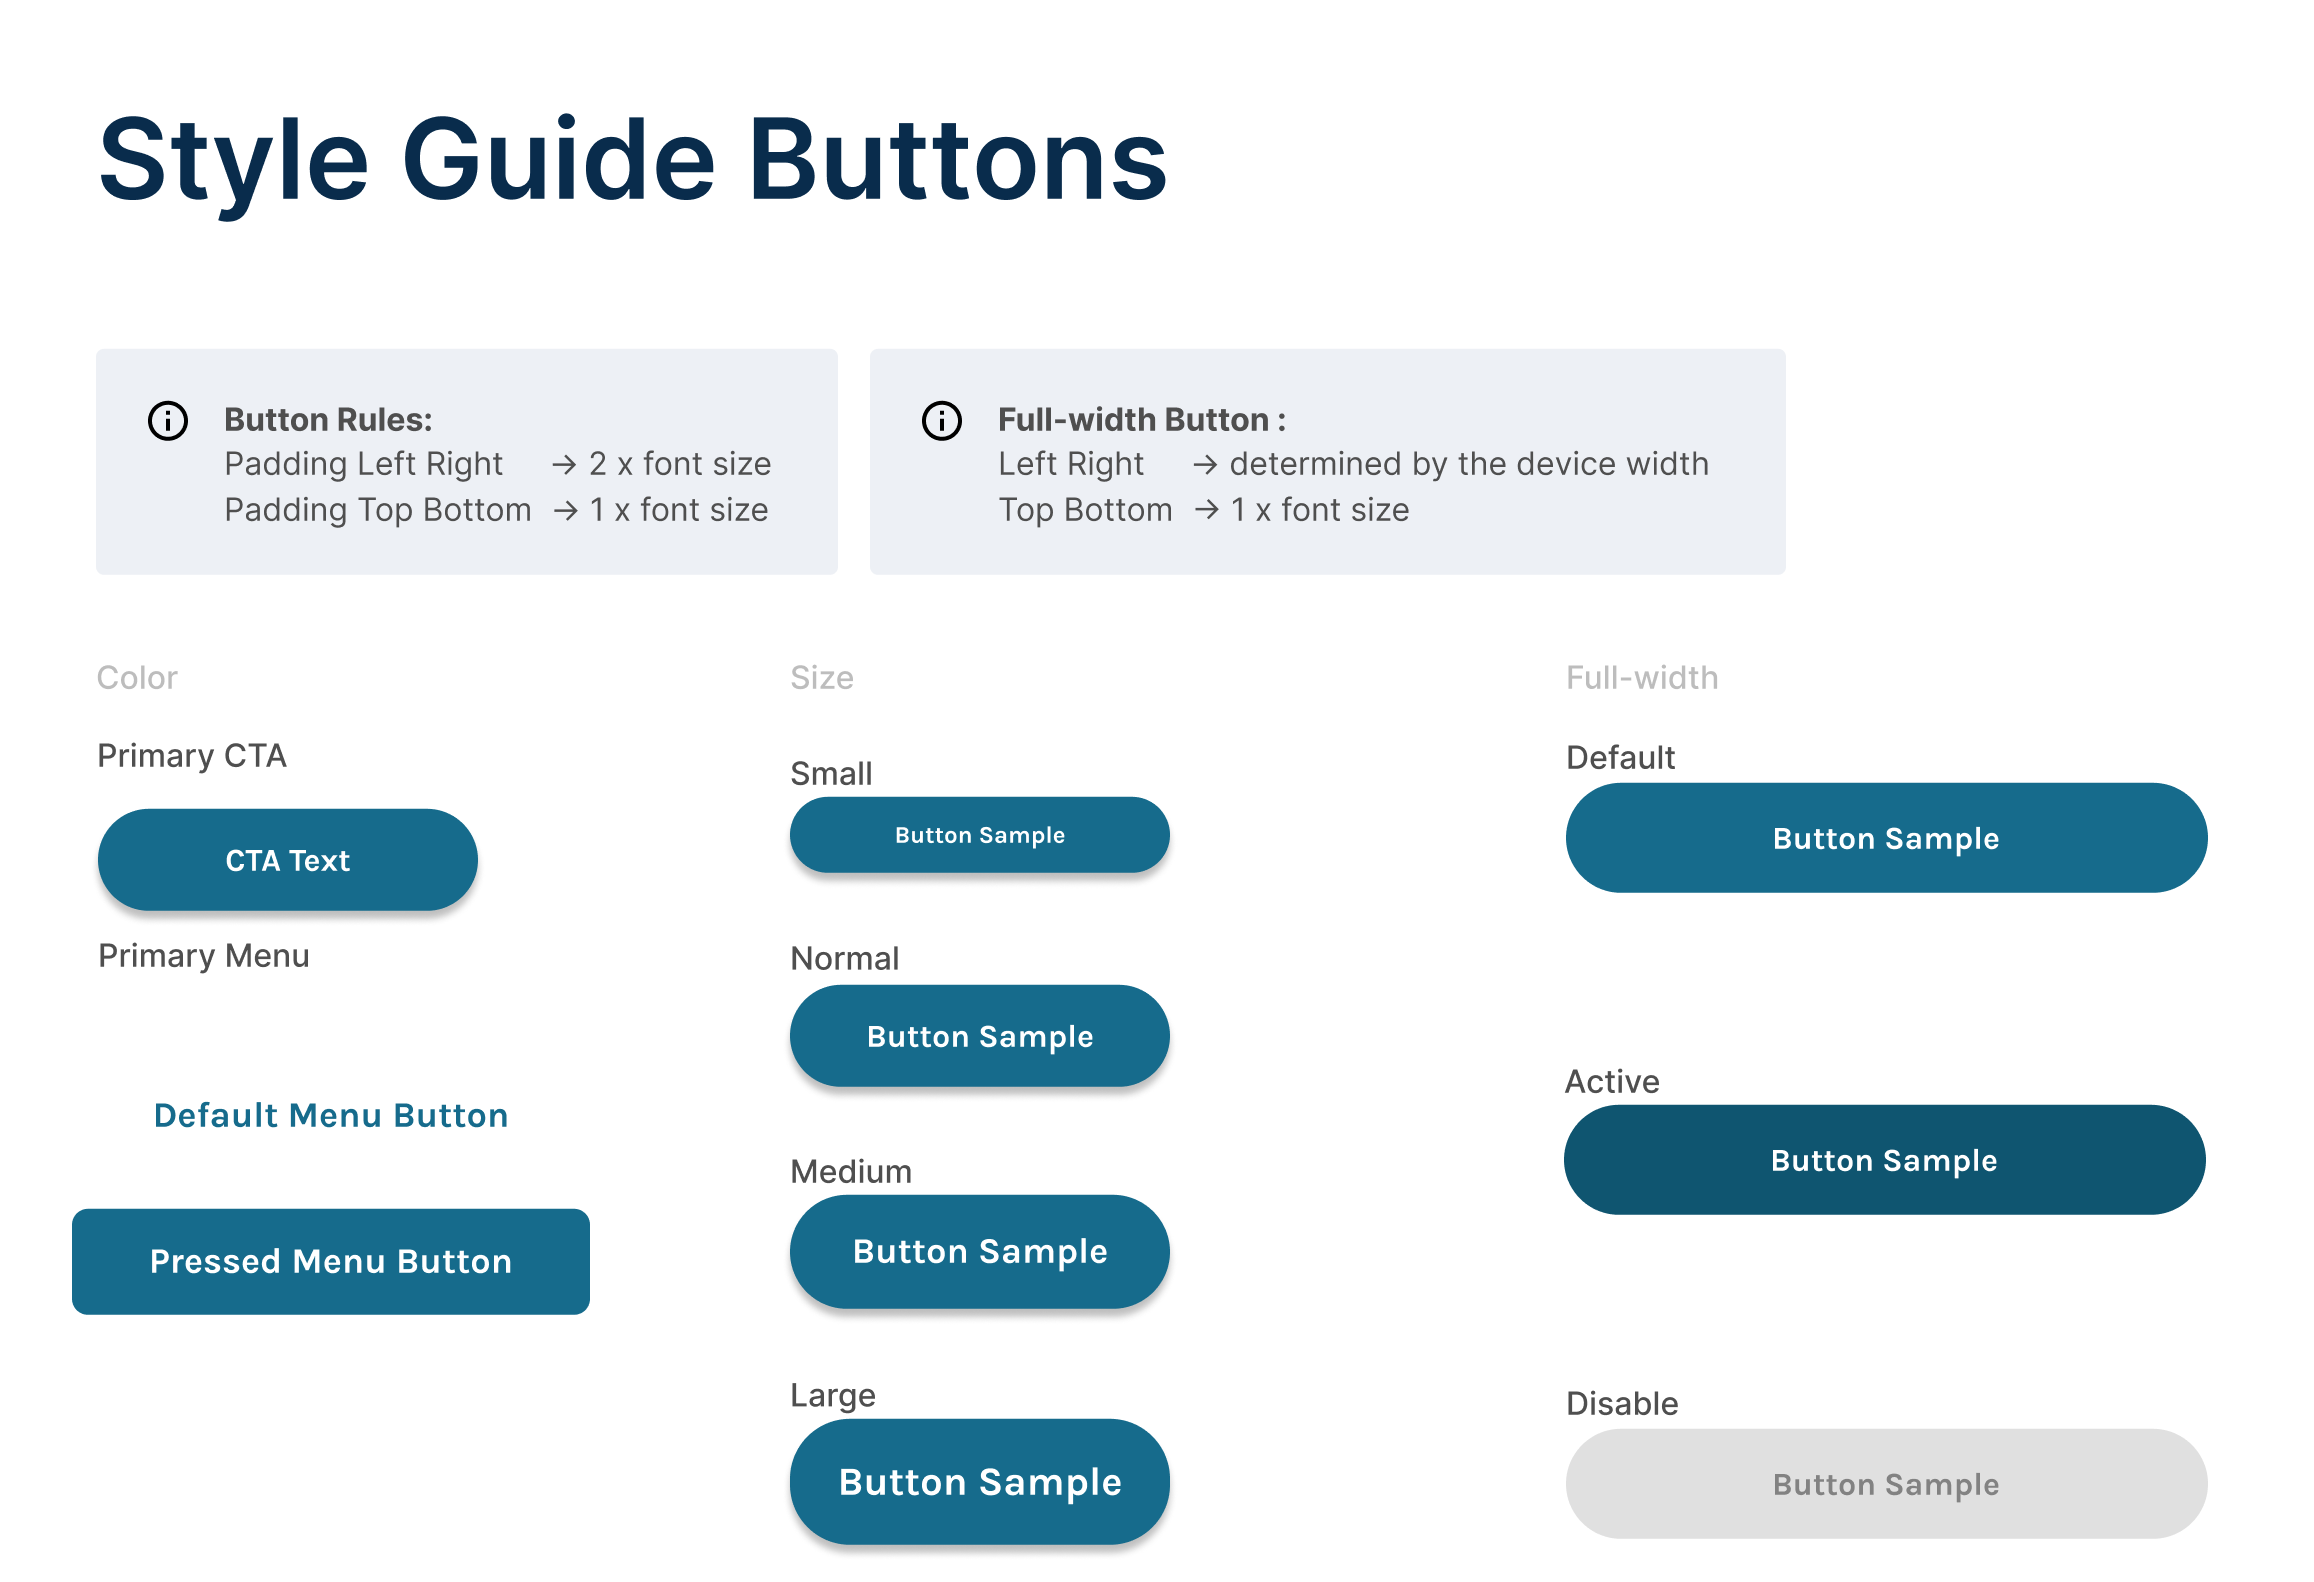 Style Guide Buttons
Button Rules:
Padding Left Right → 2 x font size
Padding Top Bottom → 1 x font size
Full-width Button :
Left Right → determined by the device width
Top Bottom → 1 x font size
Color
Primary CTA
CTA Text
Primary Menu
Default Menu Button
Pressed Menu Button
Size
Small
Button Sample
Normal
Button Sample
Medium
Button Sample
Large
Button Sample
Full-width
Default
Button Sample
Active
Button Sample
Disable
Button Sample